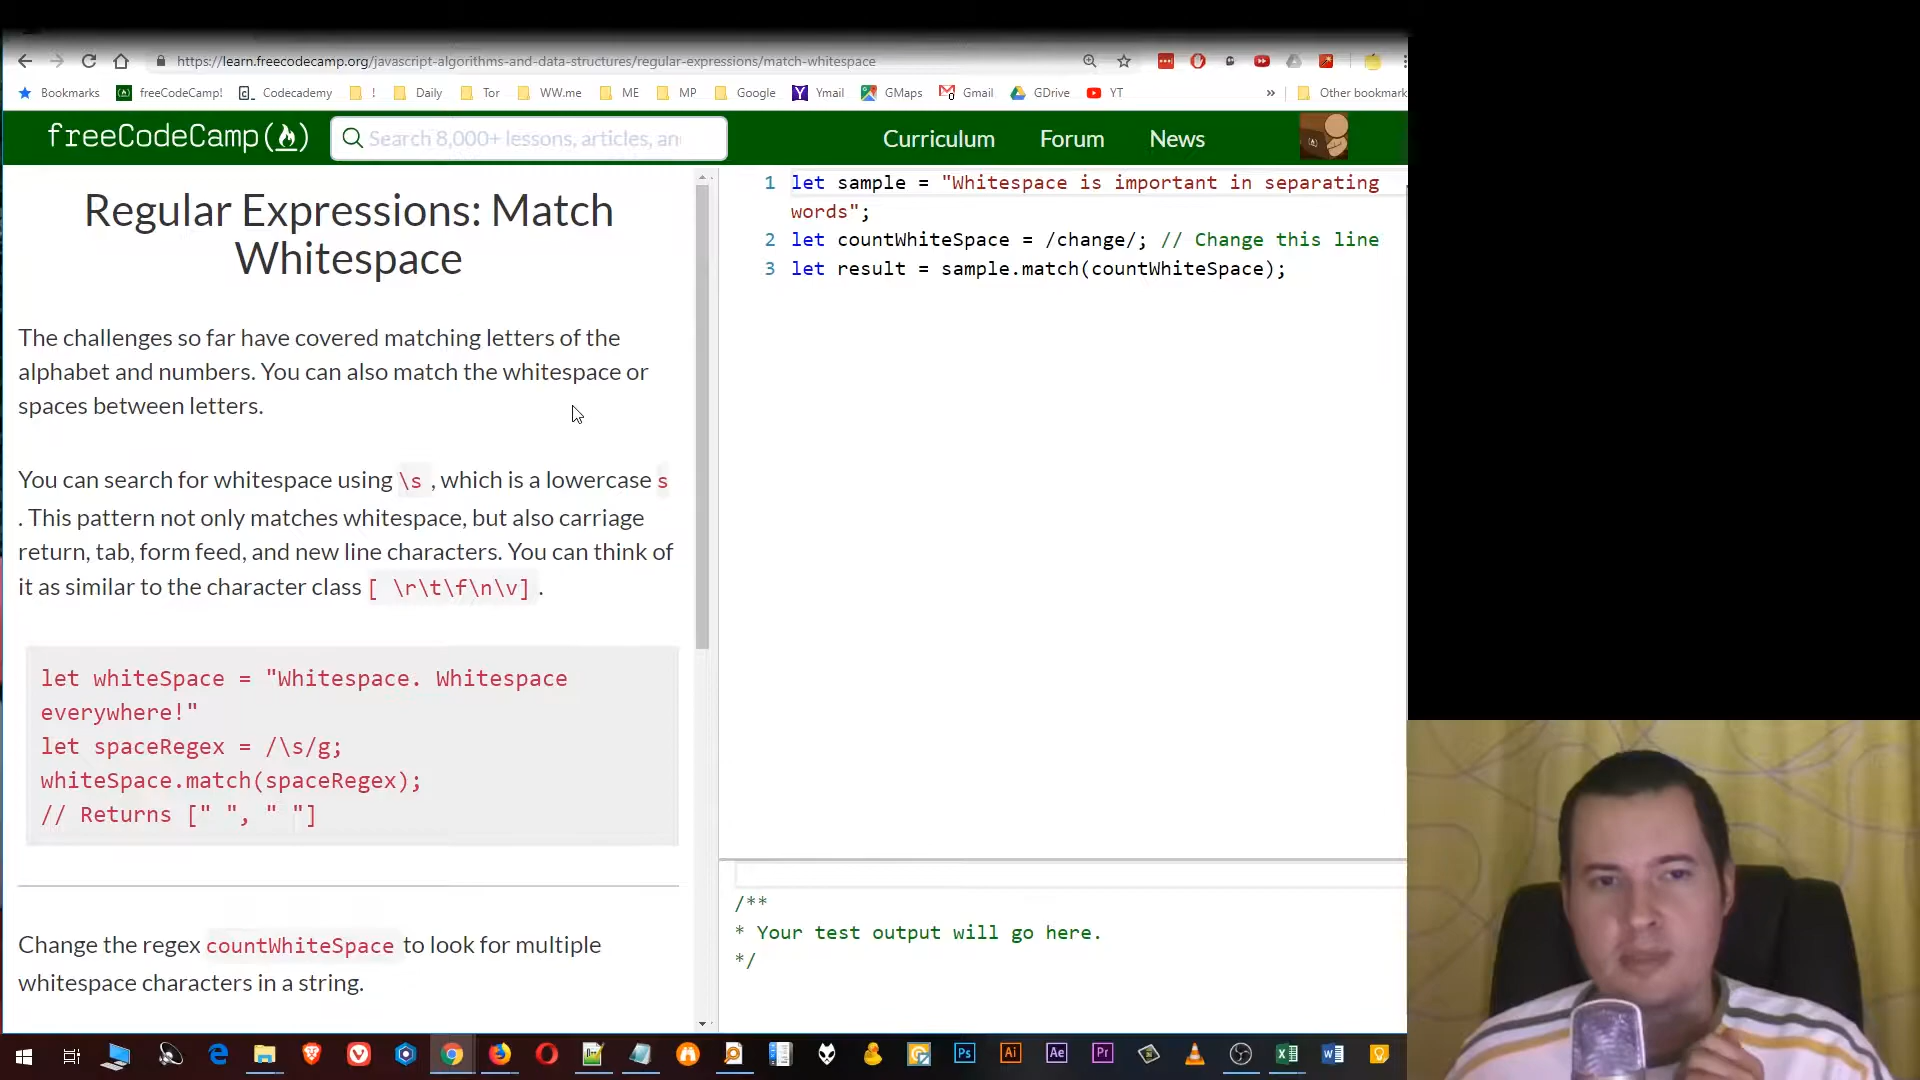 https://learn.freecodecamp.org/javascript-algorithms-and-data-structures/regular-expressions/match-whitespace
Bookmarks freeCodeCamp! Codecademy ! Daily Tor WW.me ME MP Google Ymail GMaps Gmail GDrive YT » Other bookmark
freeCodeCamp(🔥) Search 8,000+ lessons, articles, an Curriculum Forum News
Regular Expressions: Match
Whitespace
The challenges so far have covered matching letters of the
alphabet and numbers. You can also match the whitespace or
spaces between letters.
You can search for whitespace using \s , which is a lowercase s
. This pattern not only matches whitespace, but also carriage
return, tab, form feed, and new line characters. You can think of
it as similar to the character class [ \r\t\f\n\v] .
let whiteSpace = "Whitespace. Whitespace
everywhere!"
let spaceRegex = /\s/g;
whiteSpace.match(spaceRegex);
// Returns [" ", " "]
Change the regex countWhiteSpace to look for multiple
whitespace characters in a string.
1 let sample = "Whitespace is important in separating
words";
2 let countWhiteSpace = /change/; // Change this line
3 let result = sample.match(countWhiteSpace);
/**
* Your test output will go here.
*/
Ps Ai Ae Pr